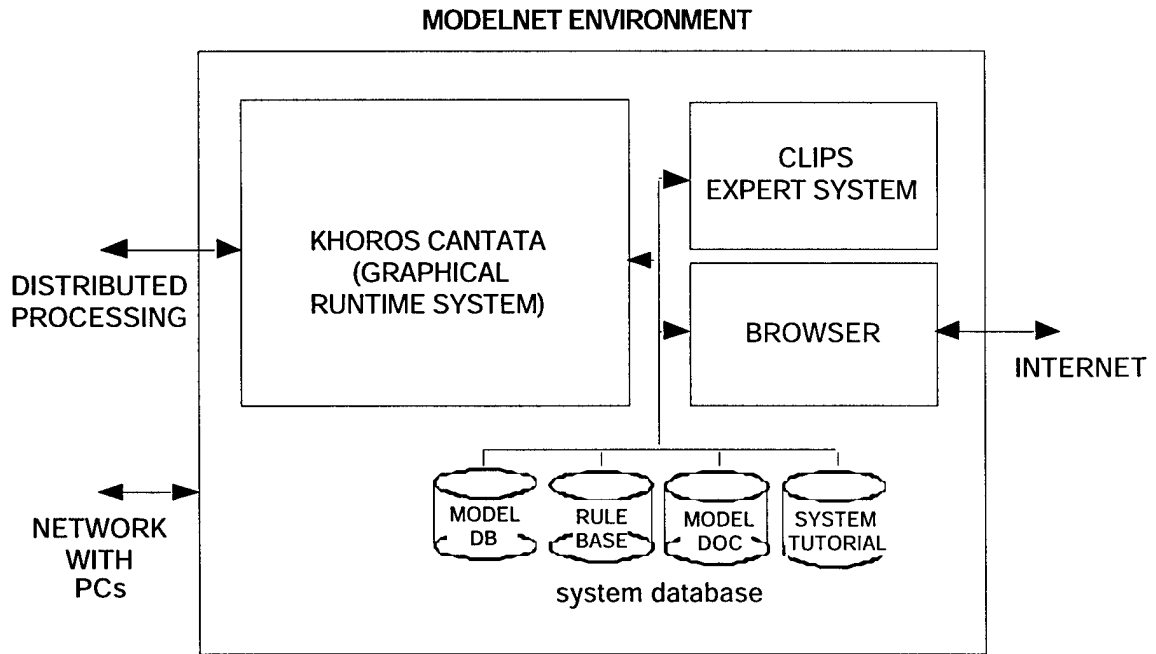 MODELNET ENVIRONMENT
CLIPS
EXPERT SYSTEM
KHOROS CANTATA
(GRAPHICAL
RUNTIME SYSTEM)
DISTRIBUTED
PROCESSING
BROWSER
INTERNET
NETWORK
WITH
PCs
MODEL
DB
RULE
BASE
MODEL
DOC
SYSTEM
TUTORIAL
system database